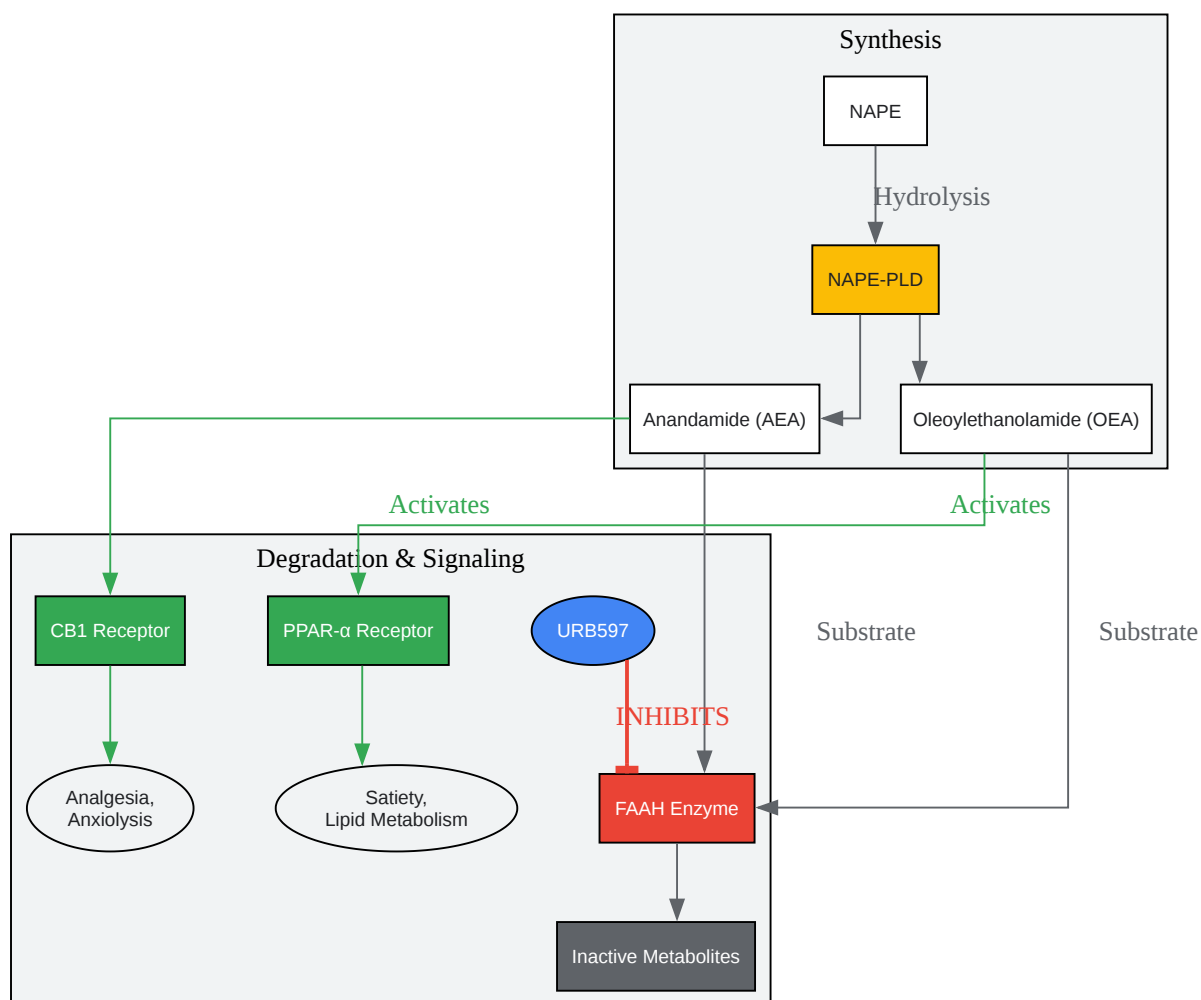 Synthesis
NAPE
Hydrolysis
NAPE-PLD
Anandamide (AEA)
Oleoylethanolamide (OEA)
Activates
Activates
Degradation & Signaling
CB1 Receptor
PPAR-α Receptor
URB597
Substrate
Substrate
INHIBITS
Analgesia,
Anxiolysis
Satiety,
Lipid Metabolism
FAAH Enzyme
Inactive Metabolites